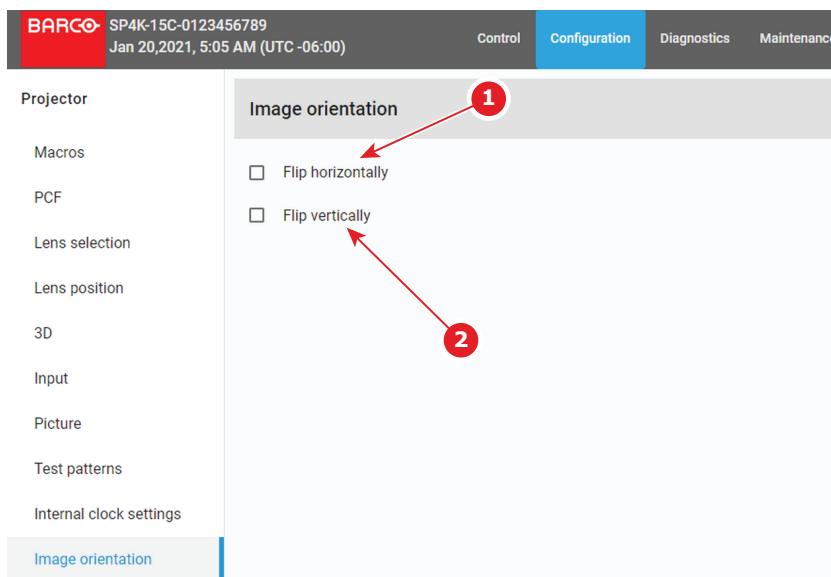 BARCO SP4K-15C-0123456789
Jan 20,2021, 5:05 AM (UTC -06:00)
Control Configuration Diagnostics Maintenance
Projector
Macros
PCF
Lens selection
Lens position
3D
Input
Picture
Test patterns
Internal clock settings
Image orientation
Image orientation
1
Flip horizontally
Flip vertically
2